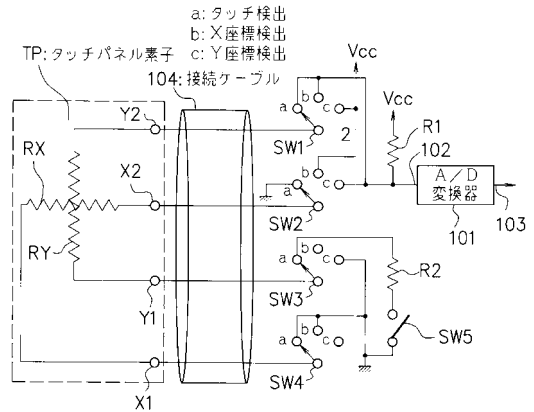 a:タッチ検出
b:X座標検出
c:Y座標検出
TP:タッチパネル素子
104:接続ケーブル
Vcc
Vcc
Y2
a
b
c
SW1
2
R1
102
A/D
変換器
101
103
RX
X2
a
b
c
SW2
RY
Y1
a
b
c
SW3
R2
SW5
X1
a
b
c
SW4